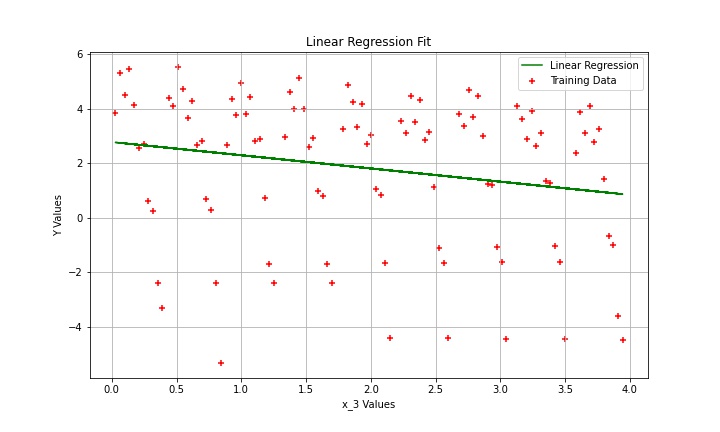 Linear Regression Fit
Linear Regression
Training Data
6
4
2
0
−2
−4
Y Values
0.0 0.5 1.0 1.5 2.0 2.5 3.0 3.5 4.0
x_3 Values